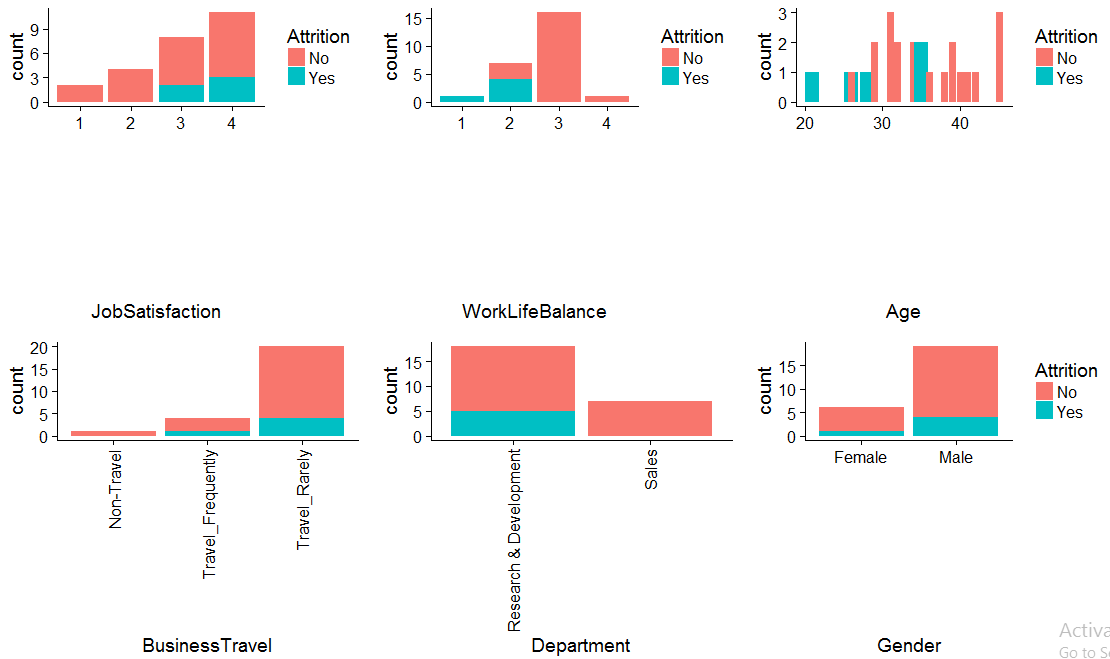 count
9
6
3
0
1 2 3 4
JobSatisfaction
Attrition
No
Yes
count
15
10
5
0
1 2 3 4
WorkLifeBalance
Attrition
No
Yes
count
3
2
1
0
20 30 40
Age
Attrition
No
Yes
count
20
15
10
5
0
Non-Travel
Travel_Frequently
Travel_Rarely
BusinessTravel
count
15
10
5
0
Research & Development
Sales
Department
count
15
10
5
0
Female Male
Gender
Attrition
No
Yes
Activa
Go to Se